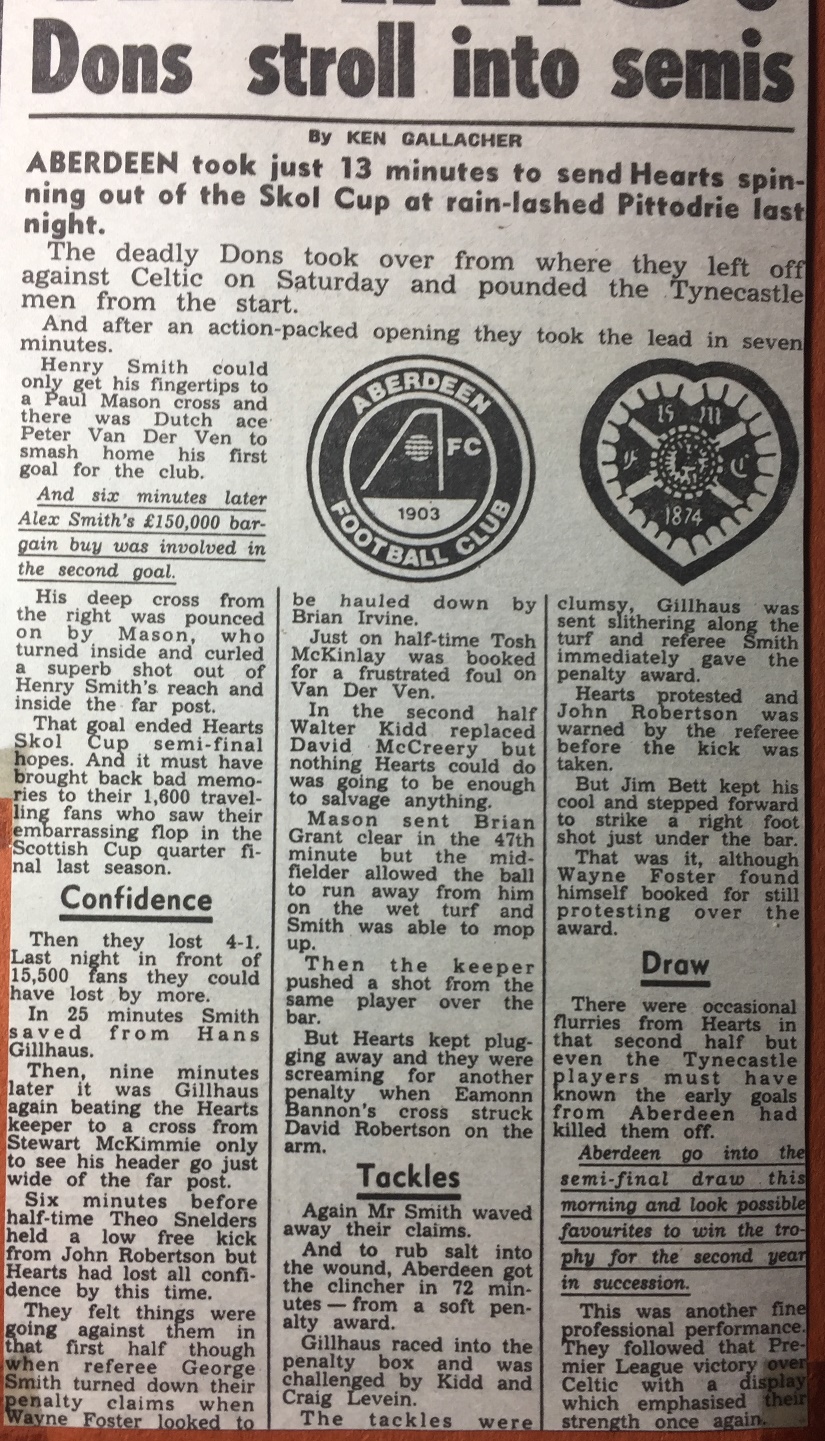 Dons stroll into semis
By KEN GALLACHER
ABERDEEN took just 13 minutes to send Hearts spin-
ning out of the Skol Cup at rain-lashed Pittodrie last
night.
The deadly Dons took over from where they left off
against Celtic on Saturday and pounded the Tynecastle
men from the start.
And after an action-packed opening they took the lead in seven
minutes.
Henry Smith could
only get his fingertips to
a Paul Mason cross and
there was Dutch ace
Peter Van Der Ven to
smash home his first
goal for the club.
And six minutes later
Alex Smith's £150,000 bar-
gain buy was involved in
the second goal.
ABERDEEN
FC
1903
FOOTBALL CLUB
H M
F C
1874
His deep cross from
the right was pounced
on by Mason, who
turned inside and curled
a superb shot out of
Henry Smith's reach and
inside the far post.
That goal ended Hearts
Skol Cup semi-final
hopes. And it must have
brought back bad memo-
ries to their 1,600 travel-
ling fans who saw their
embarrassing flop in the
Scottish Cup quarter fi-
nal last season.
Confidence
Then they lost 4-1.
Last night in front of
15,500 fans they could
have lost by more.
In 25 minutes Smith
saved from Hans
Gillhaus.
Then, nine minutes
later it was Gillhaus
again beating the Hearts
keeper to a cross from
Stewart McKimmie only
to see his header go just
wide of the far post.
Six minutes before
half-time Theo Snelders
held a low free kick
from John Robertson but
Hearts had lost all confi-
dence by this time.
They felt things were
going against them in
that first half though
when referee George
Smith turned down their
penalty claims when
Wayne Foster looked to
be hauled down by
Brian Irvine.
Just on half-time Tosh
McKinlay was booked
for a frustrated foul on
Van Der Ven.
In the second half
Walter Kidd replaced
David McCreery but
nothing Hearts could do
was going to be enough
to salvage anything.
Mason sent Brian
Grant clear in the 47th
minute but the mid-
fielder allowed the ball
to run away from him
on the wet turf and
Smith was able to mop
up.
Then the keeper
pushed a shot from the
same player over the
bar.
But Hearts kept plug-
ging away and they were
screaming for another
penalty when Eamonn
Bannon's cross struck
David Robertson on the
arm.
Tackles
Again Mr Smith waved
away their claims.
And to rub salt into
the wound, Aberdeen got
the clincher in 72 min-
utes — from a soft pen-
alty award.
Gillhaus raced into the
penalty box and was
challenged by Kidd and
Craig Levein.
The tackles were
clumsy, Gillhaus was
sent slithering along the
turf and referee Smith
immediately gave the
penalty award.
Hearts protested and
John Robertson was
warned by the referee
before the kick was
taken.
But Jim Bett kept his
cool and stepped forward
to strike a right foot
shot just under the bar.
That was it, although
Wayne Foster found
himself booked for still
protesting over the
award.
Draw
There were occasional
flurries from Hearts in
that second half but
even the Tynecastle
players must have
known the early goals
from Aberdeen had
killed them off.
Aberdeen go into the
semi-final draw this
morning and look possible
favourites to win the tro-
phy for the second year
in succession.
This was another fine
professional performance.
They followed that Pre-
mier League victory over
Celtic with a display
which emphasised their
strength once again.